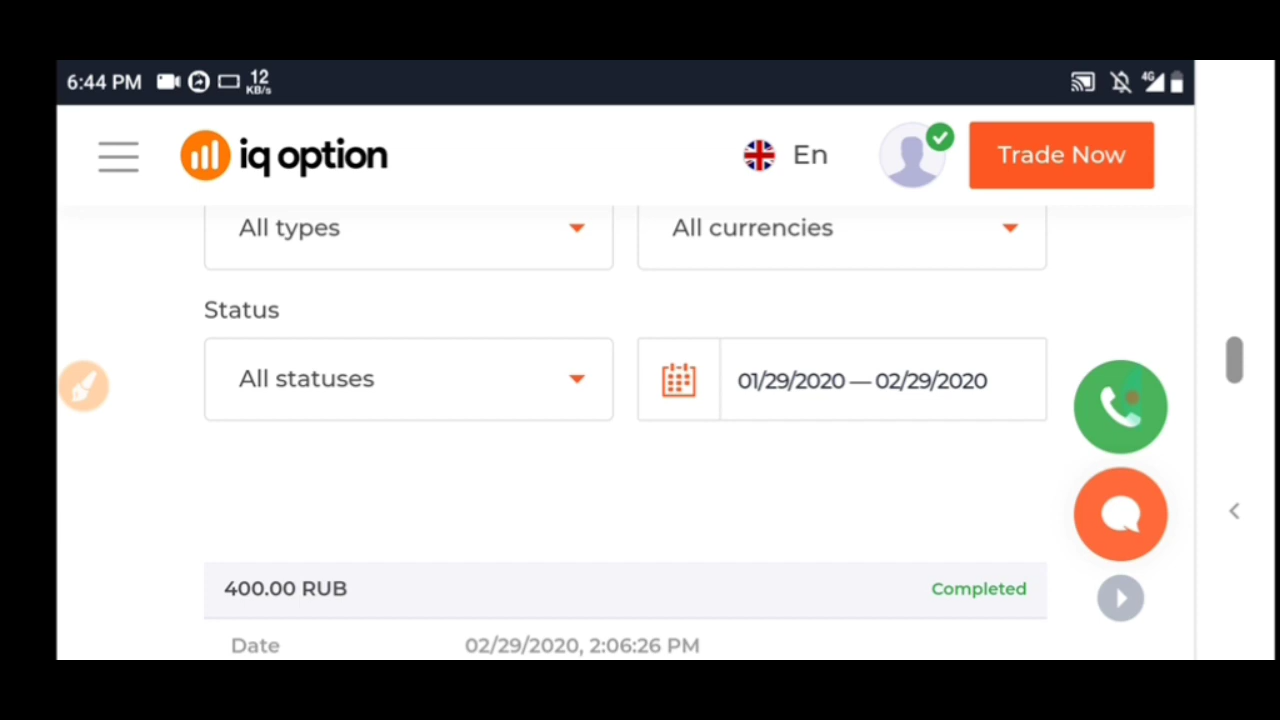 6:44 PM 12 KB/s 4G
iq option En Trade Now
All types All currencies
Status
All statuses 01/29/2020 — 02/29/2020
400.00 RUB Completed
Date 02/29/2020, 2:06:26 PM